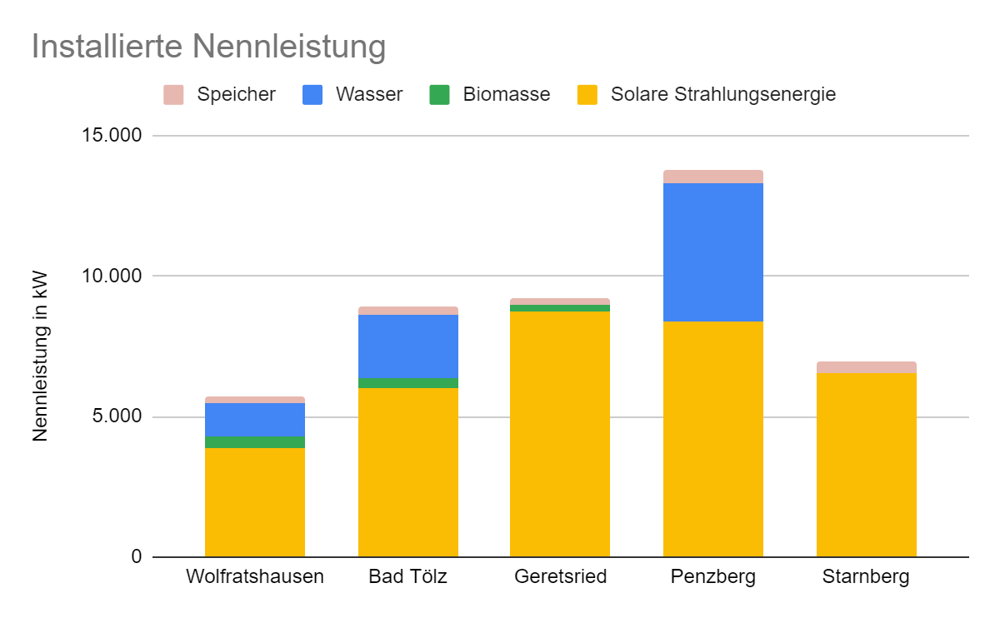 Installierte Nennleistung
Speicher Wasser Biomasse Solare Strahlungsenergie
15.000
10.000
5.000
0
Nennleistung in kW
Wolfratshausen Bad Tölz Geretsried Penzberg Starnberg